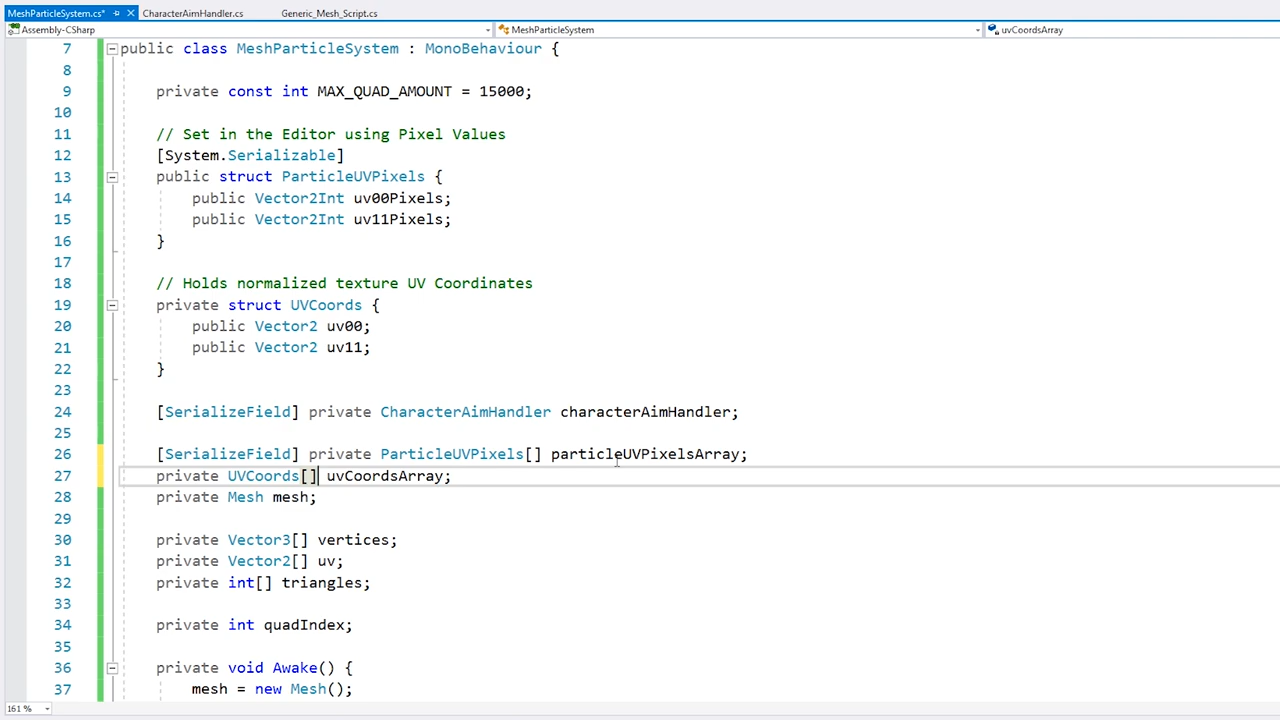 MeshParticleSystem.cs*
CharacterAimHandler.cs
Generic_Mesh_Script.cs
Assembly-CSharp
MeshParticleSystem
uvCoordsArray
7 public class MeshParticleSystem : MonoBehaviour {
8
9 private const int MAX_QUAD_AMOUNT = 15000;
10
11 // Set in the Editor using Pixel Values
12 [System.Serializable]
13 public struct ParticleUVPixels {
14 public Vector2Int uv00Pixels;
15 public Vector2Int uv11Pixels;
16 }
17
18 // Holds normalized texture UV Coordinates
19 private struct UVCoords {
20 public Vector2 uv00;
21 public Vector2 uv11;
22 }
23
24 [SerializeField] private CharacterAimHandler characterAimHandler;
25
26 [SerializeField] private ParticleUVPixels[] particleUVPixelsArray;
27 private UVCoords[] uvCoordsArray;
28 private Mesh mesh;
29
30 private Vector3[] vertices;
31 private Vector2[] uv;
32 private int[] triangles;
33
34 private int quadIndex;
35
36 private void Awake() {
37 mesh = new Mesh();
161 %